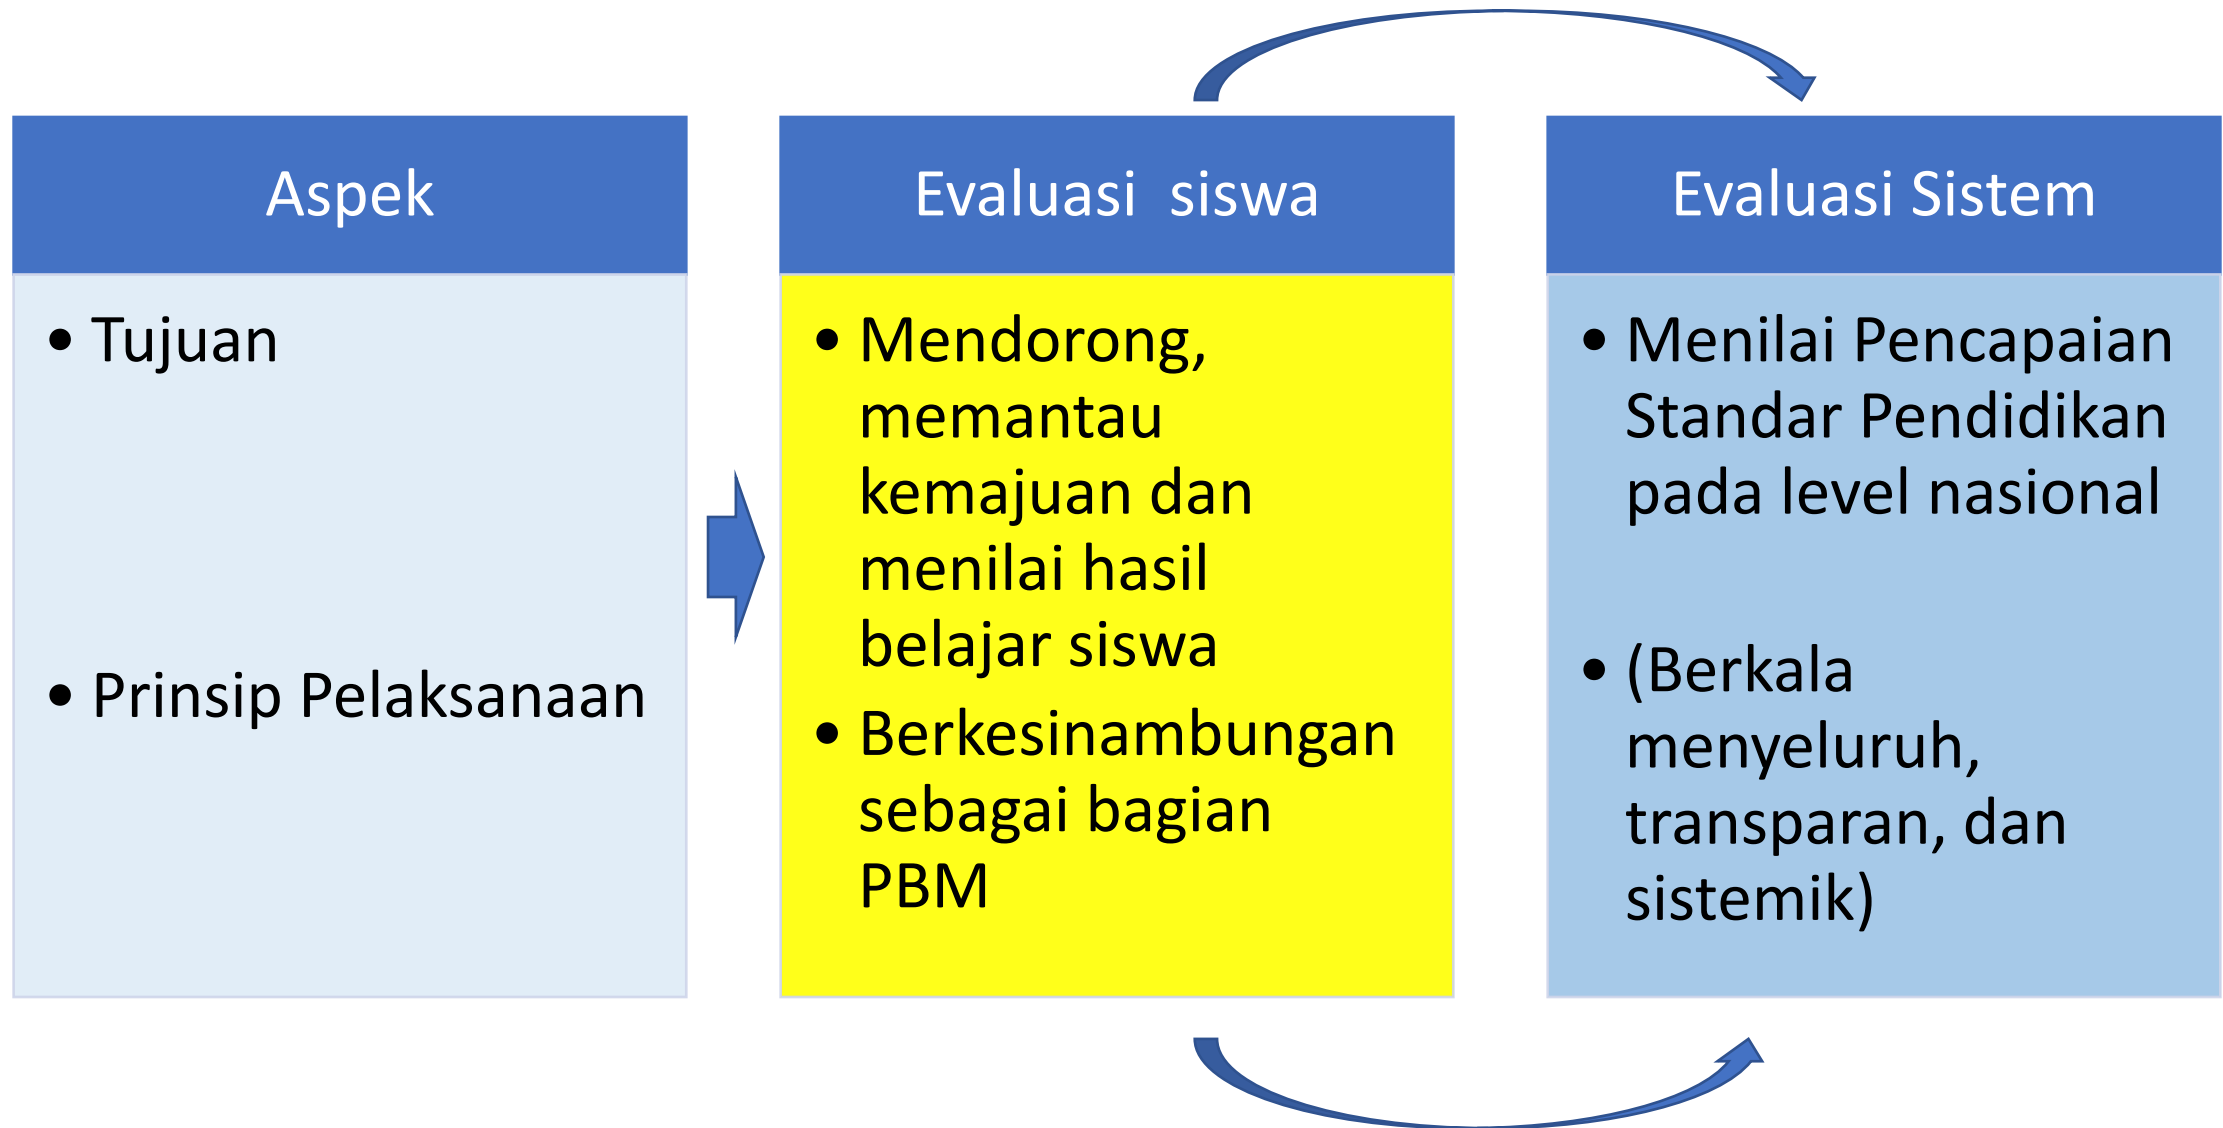 Aspek
• Tujuan
• Prinsip Pelaksanaan
Evaluasi siswa
• Mendorong,
memantau
kemajuan dan
menilai hasil
belajar siswa
• Berkesinambungan
sebagai bagian
PBM
Evaluasi Sistem
• Menilai Pencapaian
Standar Pendidikan
pada level nasional
• (Berkala
menyeluruh,
transparan, dan
sistemik)